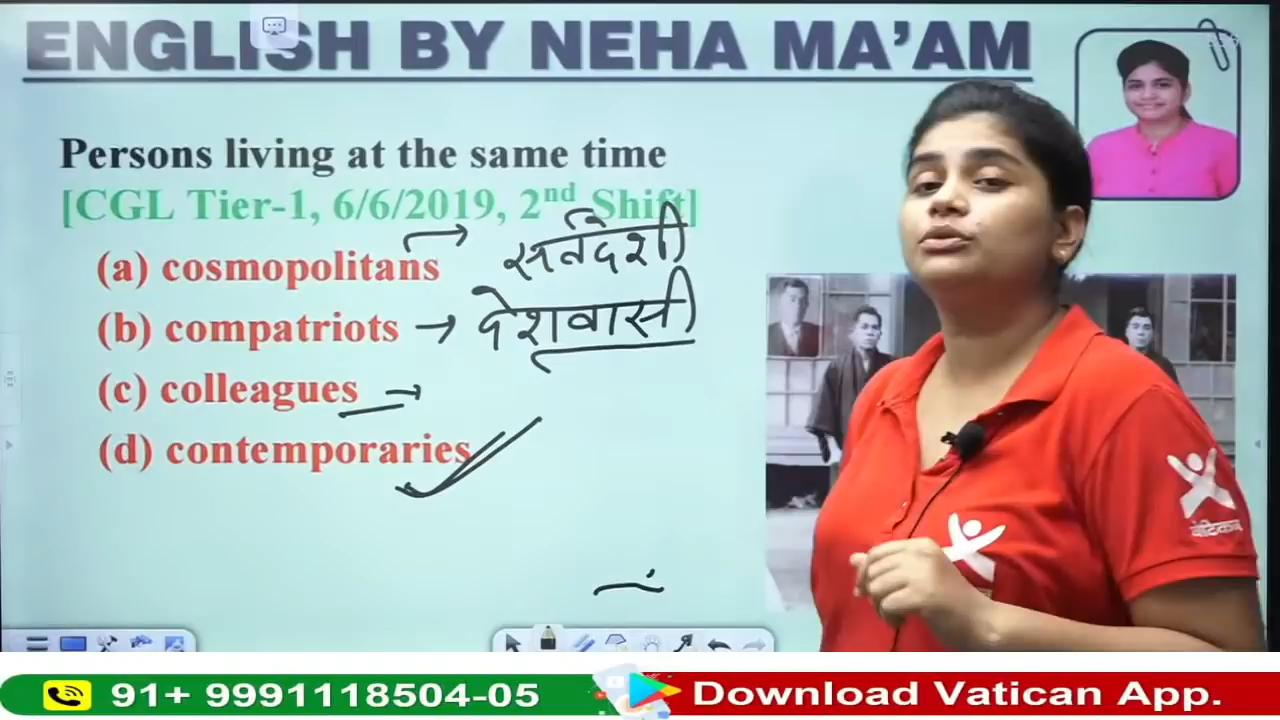 ENGLISH BY NEHA MA'AM
Persons living at the same time
[CGL Tier-1, 6/6/2019, 2nd Shift]
(a) cosmopolitans
सर्वदेशी
(b) compatriots → देशवासी
(c) colleagues →
(d) contemporaries
वेटिकन
91+ 9991118504-05
Download Vatican App.